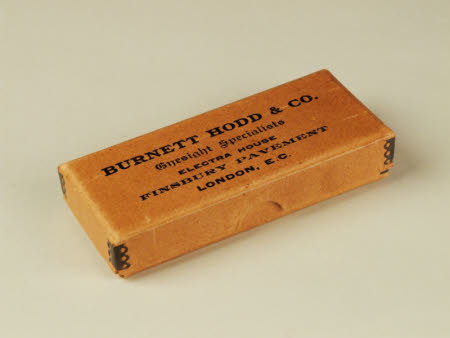 BURNETT HODD & CO.
Eyesight Specialists
ELECTRA HOUSE
FINSBURY PAVEMENT
LONDON, E.C.